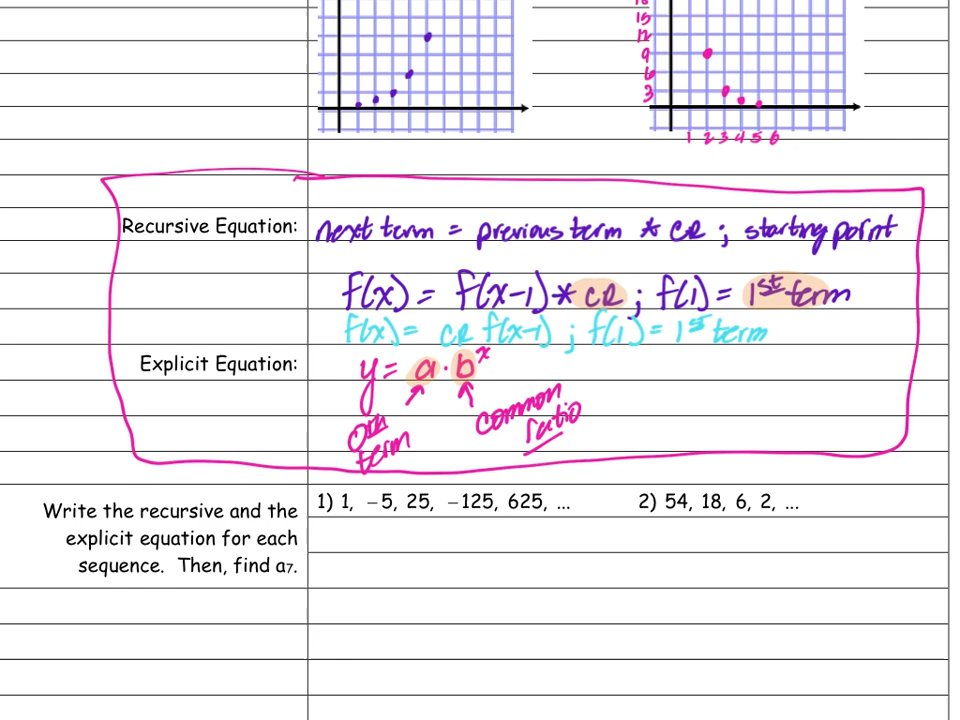 15
12
9
6
3
1 2 3 4 5 6
Recursive Equation: next term = previous term * CR ; starting point
f(x) = f(x-1) * CR ; f(1) = 1st term
f(x) = CR f(x-1) ; f(1) = 1st term
Explicit Equation: y = a · bˣ
0th term
common ratio
Write the recursive and the explicit equation for each sequence. Then, find a₇.
1) 1, −5, 25, −125, 625, ...
2) 54, 18, 6, 2, ...